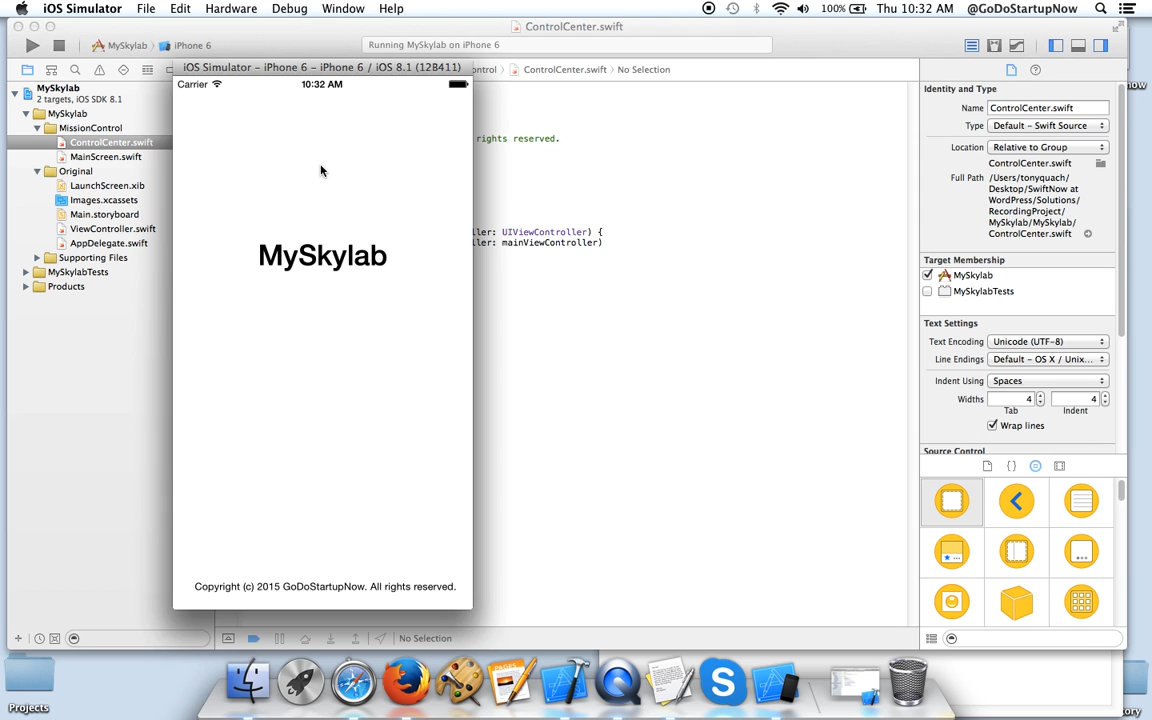 iOS Simulator File Edit Hardware Debug Window Help 100% Thu 10:32 AM @GoDoStartupNow
ControlCenter.swift
MySkylab iPhone 6 Running MySkylab on iPhone 6
iOS Simulator – iPhone 6 – iPhone 6 / iOS 8.1 (12B411)
ontrol ControlCenter.swift No Selection
MySkylab
2 targets, iOS SDK 8.1
MySkylab
MissionControl
ControlCenter.swift
MainScreen.swift
Original
LaunchScreen.xib
Images.xcassets
Main.storyboard
ViewController.swift
AppDelegate.swift
Supporting Files
MySkylabTests
Products
Carrier 10:32 AM
MySkylab
Copyright (c) 2015 GoDoStartupNow. All rights reserved.
rights reserved.
ller: UIViewController) {
ller: mainViewController)
No Selection
Identity and Type
Name ControlCenter.swift
Type Default – Swift Source
Location Relative to Group
ControlCenter.swift
Full Path /Users/tonyquach/
Desktop/SwiftNow at
WordPress/Solutions/
RecordingProject/
MySkylab/MySkylab/
ControlCenter.swift
Target Membership
MySkylab
MySkylabTests
Text Settings
Text Encoding Unicode (UTF-8)
Line Endings Default – OS X / Unix...
Indent Using Spaces
Widths 4 4
Tab Indent
Wrap lines
Source Control
now
PAGES
Projects
ory